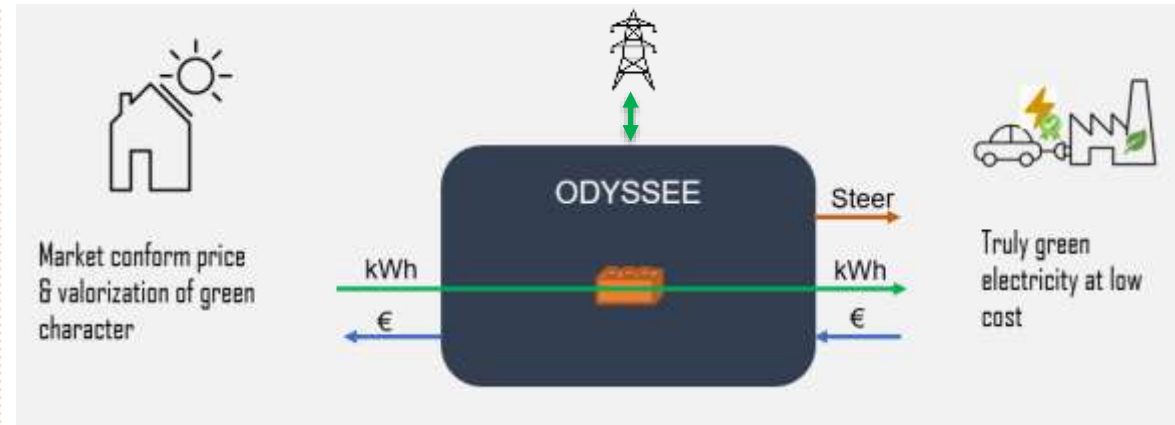 ODYSSEE
Steer
Market conform price
& valorization of green
character
kWh
kWh
€
€
Truly green
electricity at low
cost